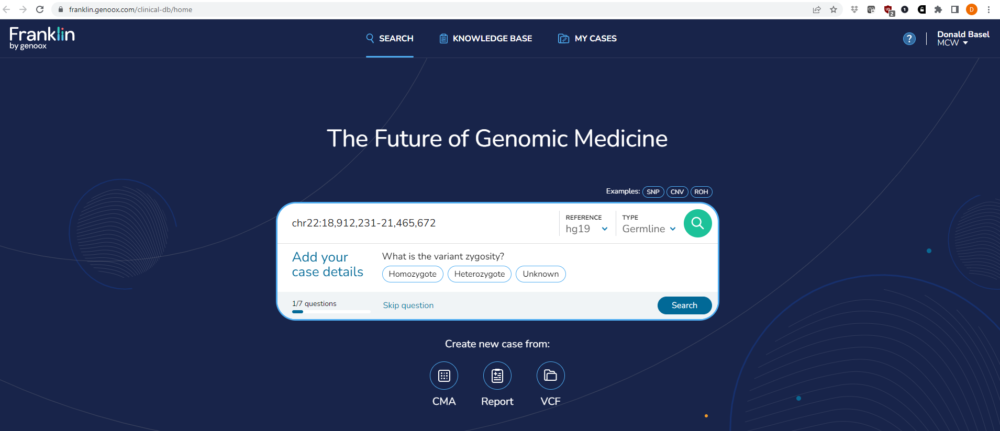 franklin.genoox.com/clinical-db/home
2
D
Franklin
by genoox
SEARCH
KNOWLEDGE BASE
MY CASES
?
Donald Basel
MCW
The Future of Genomic Medicine
Examples: SNP CNV ROH
chr22:18,912,231-21,465,672
REFERENCE
hg19
TYPE
Germline
Add your
case details
What is the variant zygosity?
Homozygote Heterozygote Unknown
1/7 questions
Skip question
Search
Create new case from:
CMA Report VCF